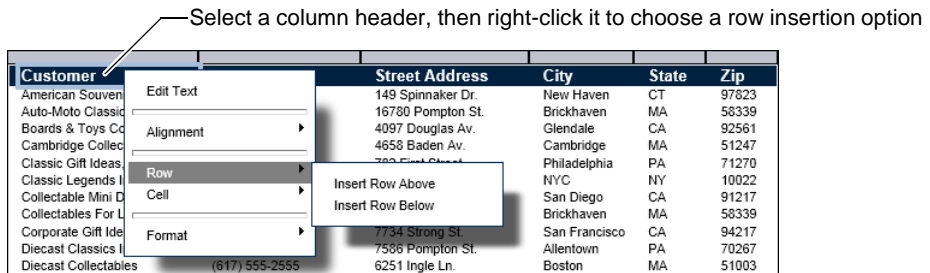 Select a column header, then right-click it to choose a row insertion option
Customer Street Address City State Zip
American Souven 149 Spinnaker Dr. New Haven CT 97823
Auto-Moto Classic 16780 Pompton St. Brickhaven MA 58339
Boards & Toys Co 4097 Douglas Av. Glendale CA 92561
Cambridge Collec 4658 Baden Av. Cambridge MA 51247
Classic Gift Ideas, 782 First Street Philadelphia PA 71270
Classic Legends I NYC NY 10022
Collectable Mini D San Diego CA 91217
Collectables For L Brickhaven MA 58339
Corporate Gift Ide 7734 Strong St. San Francisco CA 94217
Diecast Classics I 7586 Pompton St. Allentown PA 70267
Diecast Collectables (617) 555-2555 6251 Ingle Ln. Boston MA 51003
Edit Text
Alignment
Row
Cell
Format
Insert Row Above
Insert Row Below